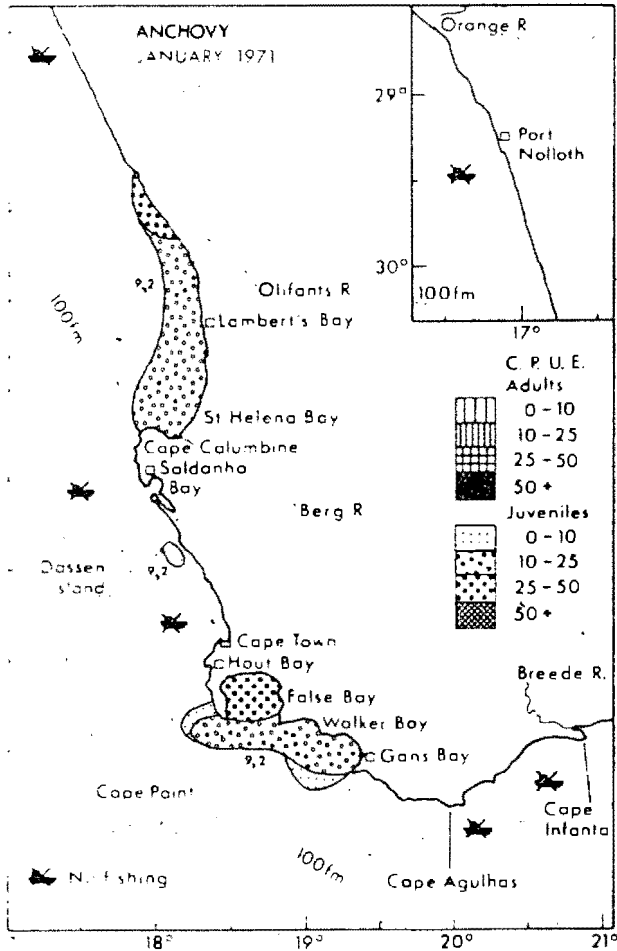 ANCHOVY
JANUARY 1971
Orange R
29°
Port
Nolloth
30°
100fm
17°
9,2
100fm
Olifants R
Lambert's Bay
C. P. U. E.
Adults
0-10
10-25
25-50
50+
St Helena Bay
Cape Columbine
Saldanha
Bay
Berg R
Juveniles
0-10
10-25
25-50
50+
Dassen
sland
9,2
Cape Town
Hout Bay
Breede R.
False Bay
Walker Bay
Gans Bay
9,2
Cape Point
Cape
Infanta
100fm
Cape Agulhas
fishing
18°
19°
20°
21°